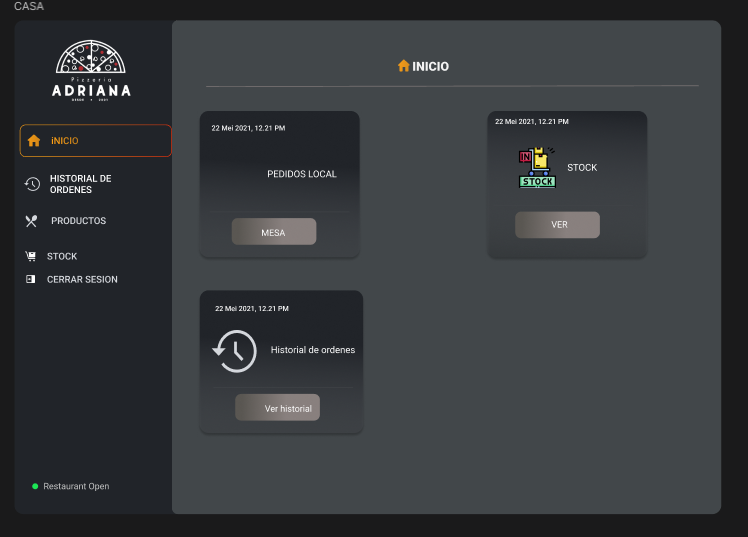 CASA
Pizzeria
ADRIANA
iNICIO
HISTORIAL DE
ORDENES
PRODUCTOS
STOCK
CERRAR SESION
Restaurant Open
INICIO
22 Mei 2021, 12.21 PM
PEDIDOS LOCAL
MESA
22 Mei 2021, 12.21 PM
IN
STOCK
STOCK
VER
22 Mei 2021, 12.21 PM
Historial de ordenes
Ver historial